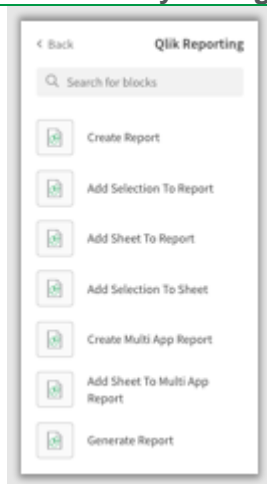 < Back Qlik Reporting
Search for blocks
Create Report
Add Selection To Report
Add Sheet To Report
Add Selection To Sheet
Create Multi App Report
Add Sheet To Multi App
Report
Generate Report